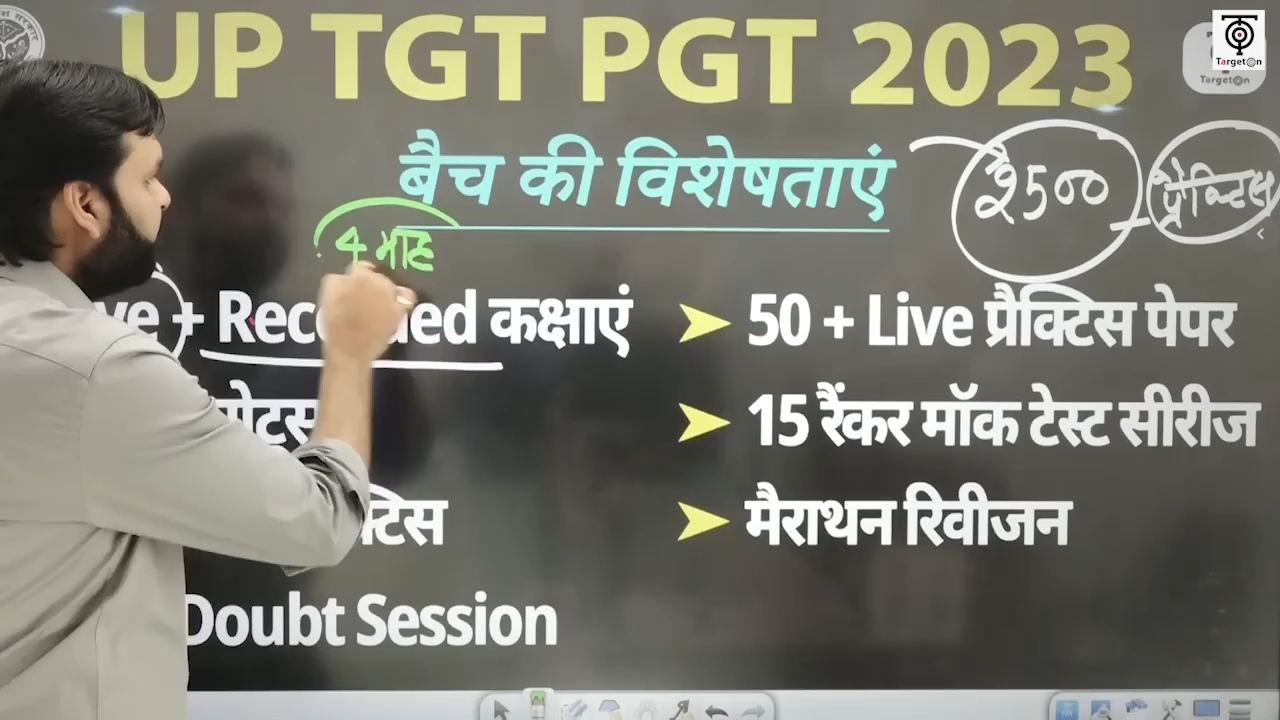 UP TGT PGT 2023
TargetOn
TargetOn
बैच की विशेषताएं
2500
प्रैक्टिस
4 माह
+ Recorded कक्षाएं
50 + Live प्रैक्टिस पेपर
नोट्स
15 रैंकर मॉक टेस्ट सीरीज
मैराथन रिवीजन
Doubt Session